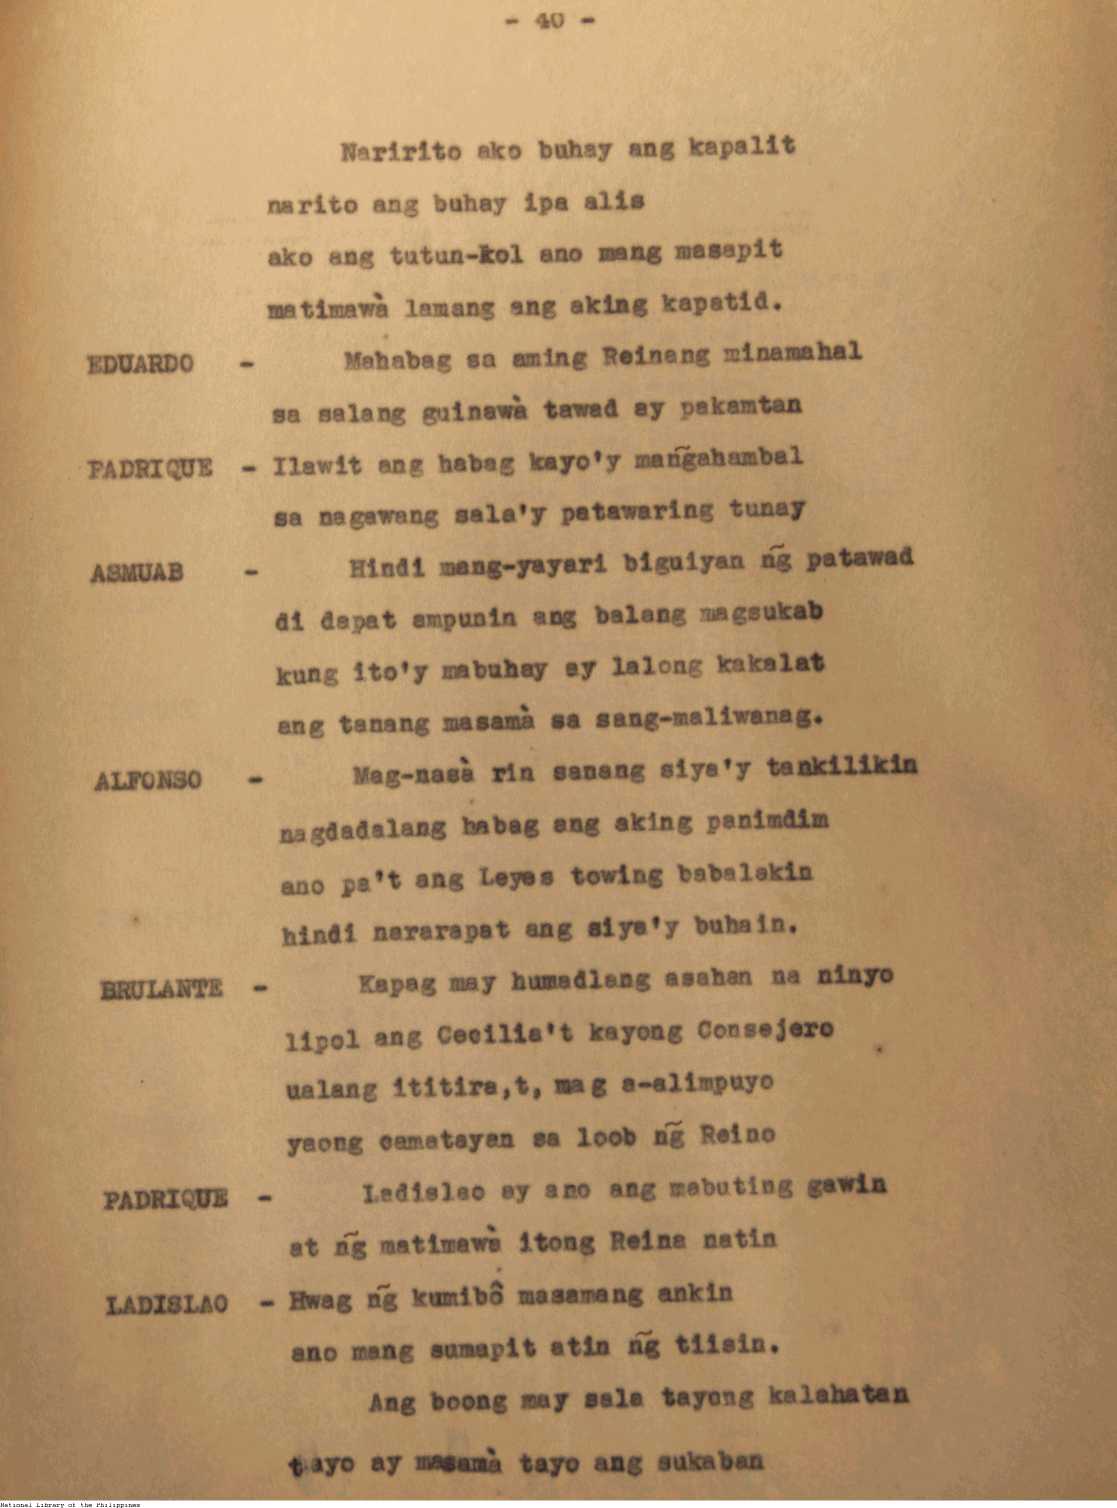 - 40 -
Naririto ako buhay ang kapalit
narito ang buhay ipa alis
ako ang tutun-kol ano mang masapit
matimawà lamang ang aking kapatid.
EDUARDO - Mahabag sa aming Reinang minamahal
sa salang guinawà tawad ay pakamtan
PADRIQUE - Ilawit ang habag kayo'y mang̃ahambal
sa nagawang sala'y patawaring tunay
ASMUAB - Hindi mang-yayari biguiyan ng̃ patawad
di dapat ampunin ang balang magsukab
kung ito'y mabuhay ay lalong kakalat
ang tanang masamà sa sang-maliwanag.
ALFONSO - Mag-nasà rin sanang siya'y tankilikin
nagdadalang habag ang aking panimdim
ano pa't ang Leyes towing babalakin
hindi nararapat ang siya'y buhain.
BRULANTE - Kapag may humadlang asahan na ninyo
lipol ang Cecilia't kayong Consejero
ualang ititira,t, mag a-alimpuyo
yaong camatayan sa loob ng̃ Reino
PADRIQUE - Ladislao ay ano ang mabuting gawin
at ng̃ matimawà itong Reina natin
LADISLAO - Hwag ng̃ kumibô masamang ankin
ano mang sumapit atin ng̃ tiisin.
Ang boong may sala tayong kalahatan
tayo ay masamà tayo ang sukaban
National Library of the Philippines